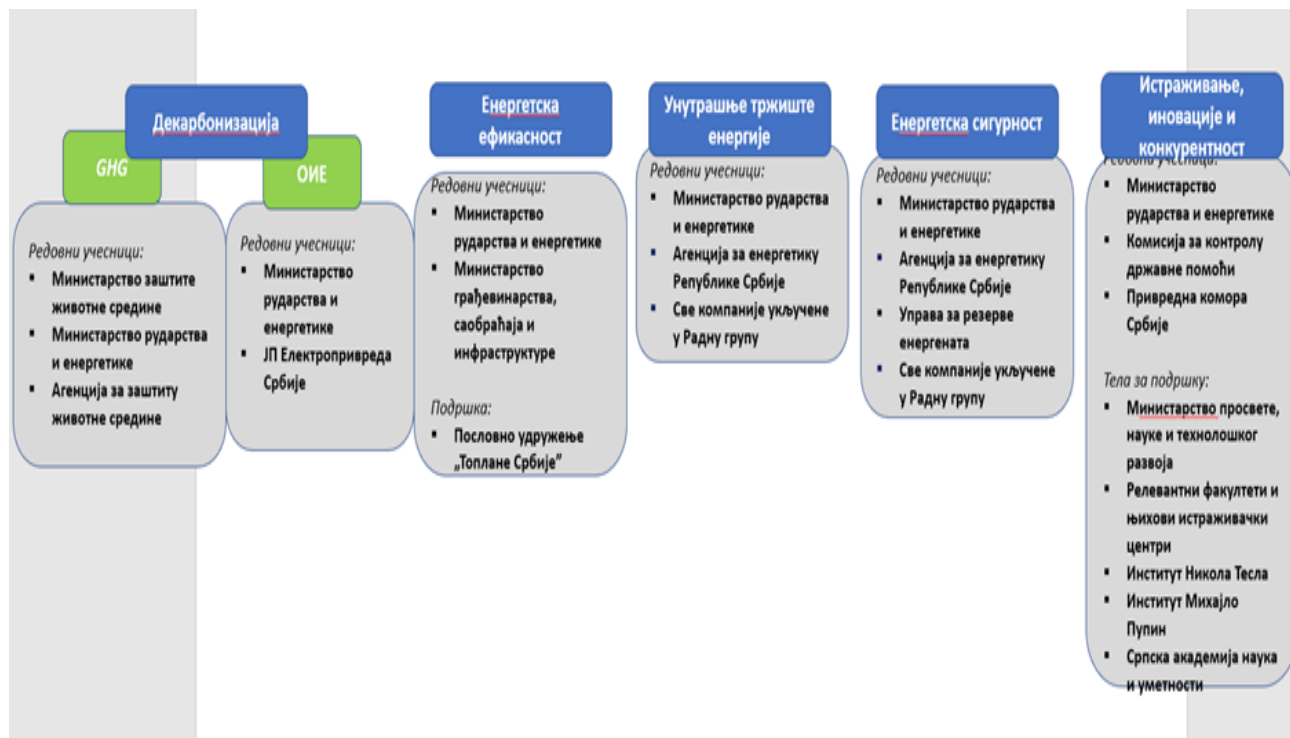 Декарбонизација
GHG
Редовни учесници:
▪ Министарство заштите
животне средине
▪ Министарство рударства
и енергетике
▪ Агенција за заштиту
животне средине
ОИЕ
Редовни учесници:
▪ Министарство
рударства и
енергетике
▪ ЈП Електропривреда
Србије
Енергетска
ефикасност
Редовни учесници:
▪ Министарство
рударства и енергетике
▪ Министарство
грађевинарства,
саобраћаја и
инфраструктуре
Подршка:
▪ Пословно удружење
„Топлане Србије”
Унутрашње тржиште
енергије
Редовни учесници:
▪ Министарство рударства
и енергетике
▪ Агенција за енергетику
Републике Србије
▪ Све компаније укључене
у Радну групу
Енергетска сигурност
Редовни учесници:
▪ Министарство рударства
и енергетике
▪ Агенција за енергетику
Републике Србије
▪ Управа за резерве
енергената
▪ Све компаније укључене
у Радну групу
Истраживање,
иновације и
конкурентност
Редовни учесници:
▪ Министарство
рударства и енергетике
▪ Комисија за контролу
државне помоћи
▪ Привредна комора
Србије
Тела за подршку:
▪ Министарство просвете,
науке и технолошког
развоја
▪ Релевантни факултети и
њихови истраживачки
центри
▪ Институт Никола Тесла
▪ Институт Михајло
Пупин
▪ Српска академија наука
и уметности